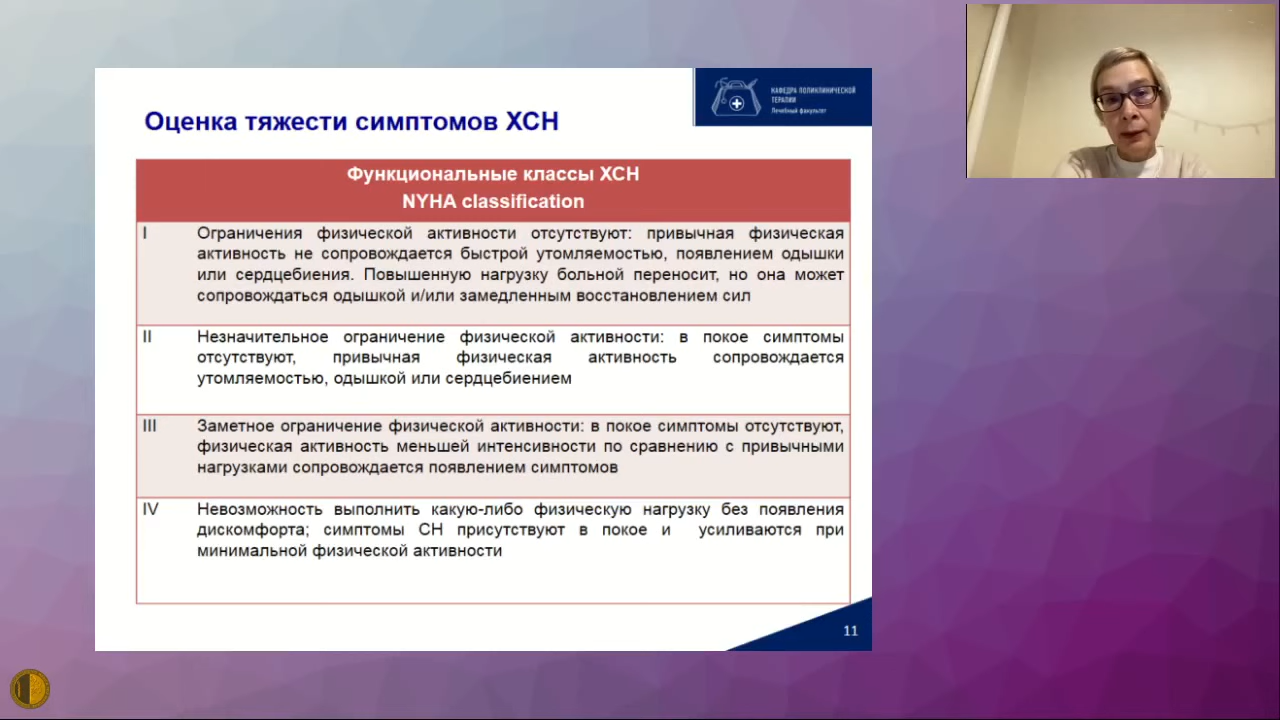 КАФЕДРА ПОЛИКЛИНИЧЕСКОЙ
ТЕРАПИИ
Лечебный факультет
Оценка тяжести симптомов ХСН
Функциональные классы ХСН
NYHA classification
I Ограничения физической активности отсутствуют: привычная физическая
активность не сопровождается быстрой утомляемостью, появлением одышки
или сердцебиения. Повышенную нагрузку больной переносит, но она может
сопровождаться одышкой и/или замедленным восстановлением сил
II Незначительное ограничение физической активности: в покое симптомы
отсутствуют, привычная физическая активность сопровождается
утомляемостью, одышкой или сердцебиением
III Заметное ограничение физической активности: в покое симптомы отсутствуют,
физическая активность меньшей интенсивности по сравнению с привычными
нагрузками сопровождается появлением симптомов
IV Невозможность выполнить какую-либо физическую нагрузку без появления
дискомфорта; симптомы СН присутствуют в покое и усиливаются при
минимальной физической активности
11